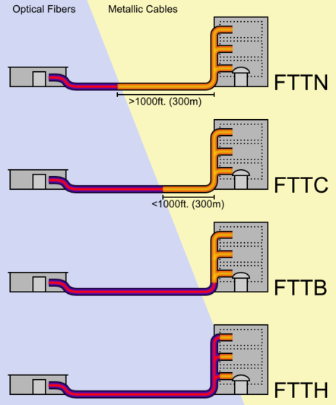 Optical Fibers
Metallic Cables
FTTN
>1000ft. (300m)
FTTC
<1000ft. (300m)
FTTB
FTTH